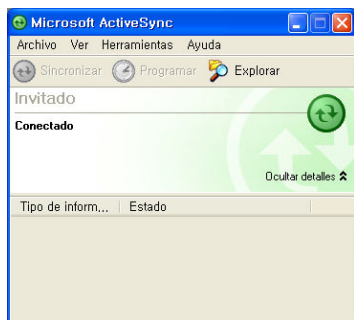 Microsoft ActiveSync
Archivo Ver Herramientas Ayuda
Sincronizar Programar Explorar
Invitado
Conectado
Ocultar detalles
Tipo de inform... Estado